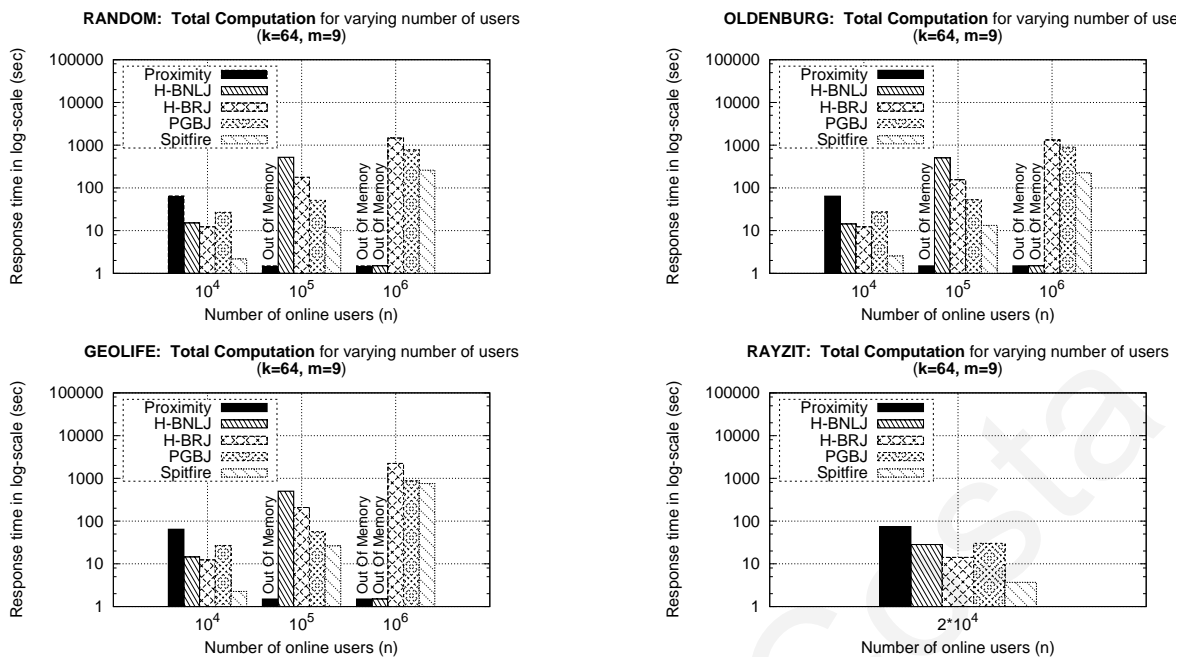 RANDOM: Total Computation for varying number of users
(k=64, m=9)
Response time in log-scale (sec)
100000
10000
1000
100
10
1
Proximity
H-BNLJ
H-BRJ
PGBJ
Spitfire
Out Of Memory
Out Of Memory
Out Of Memory
10^4
10^5
10^6
Number of online users (n)
OLDENBURG: Total Computation for varying number of use
(k=64, m=9)
Response time in log-scale (sec)
100000
10000
1000
100
10
1
Proximity
H-BNLJ
H-BRJ
PGBJ
Spitfire
Out Of Memory
Out Of Memory
Out Of Memory
10^4
10^5
10^6
Number of online users (n)
GEOLIFE: Total Computation for varying number of users
(k=64, m=9)
Response time in log-scale (sec)
100000
10000
1000
100
10
1
Proximity
H-BNLJ
H-BRJ
PGBJ
Spitfire
Out Of Memory
Out Of Memory
Out Of Memory
10^4
10^5
10^6
Number of online users (n)
RAYZIT: Total Computation for varying number of users
(k=64, m=9)
Response time in log-scale (sec)
100000
10000
1000
100
10
1
Proximity
H-BNLJ
H-BRJ
PGBJ
Spitfire
2*10^4
Number of online users (n)
Costa